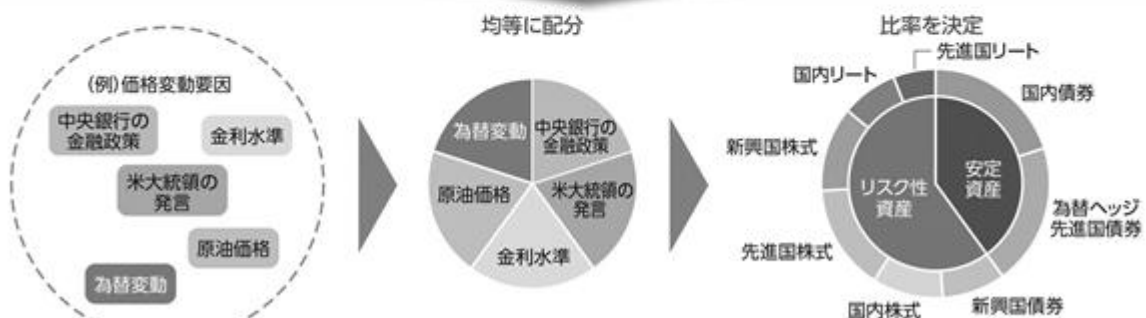 (例)価格変動要因
中央銀行の
金融政策
金利水準
米大統領の
発言
原油価格
為替変動
均等に配分
為替変動
中央銀行の
金融政策
原油価格
米大統領の
発言
金利水準
比率を決定
先進国リート
国内リート
国内債券
新興国株式
リスク性
資産
安定
資産
為替ヘッジ
先進国債券
先進国株式
国内株式
新興国債券